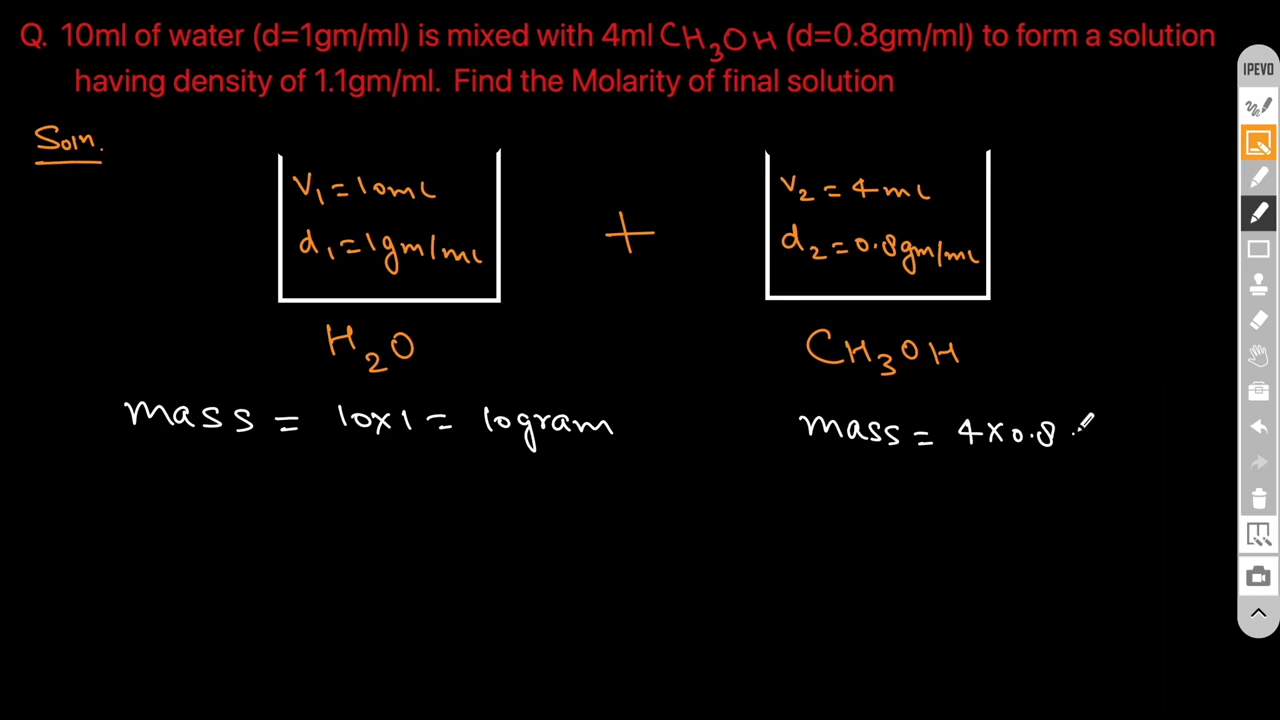 Q. 10ml of water (d=1gm/ml) is mixed with 4ml CH3OH (d=0.8gm/ml) to form a solution
having density of 1.1gm/ml. Find the Molarity of final solution
Soln.
V1=10ml
d1=1gm/ml
+
V2=4ml
d2=0.8gm/ml
H2O
CH3OH
mass = 10x1= 10gram
mass = 4x0.8
IPEVO